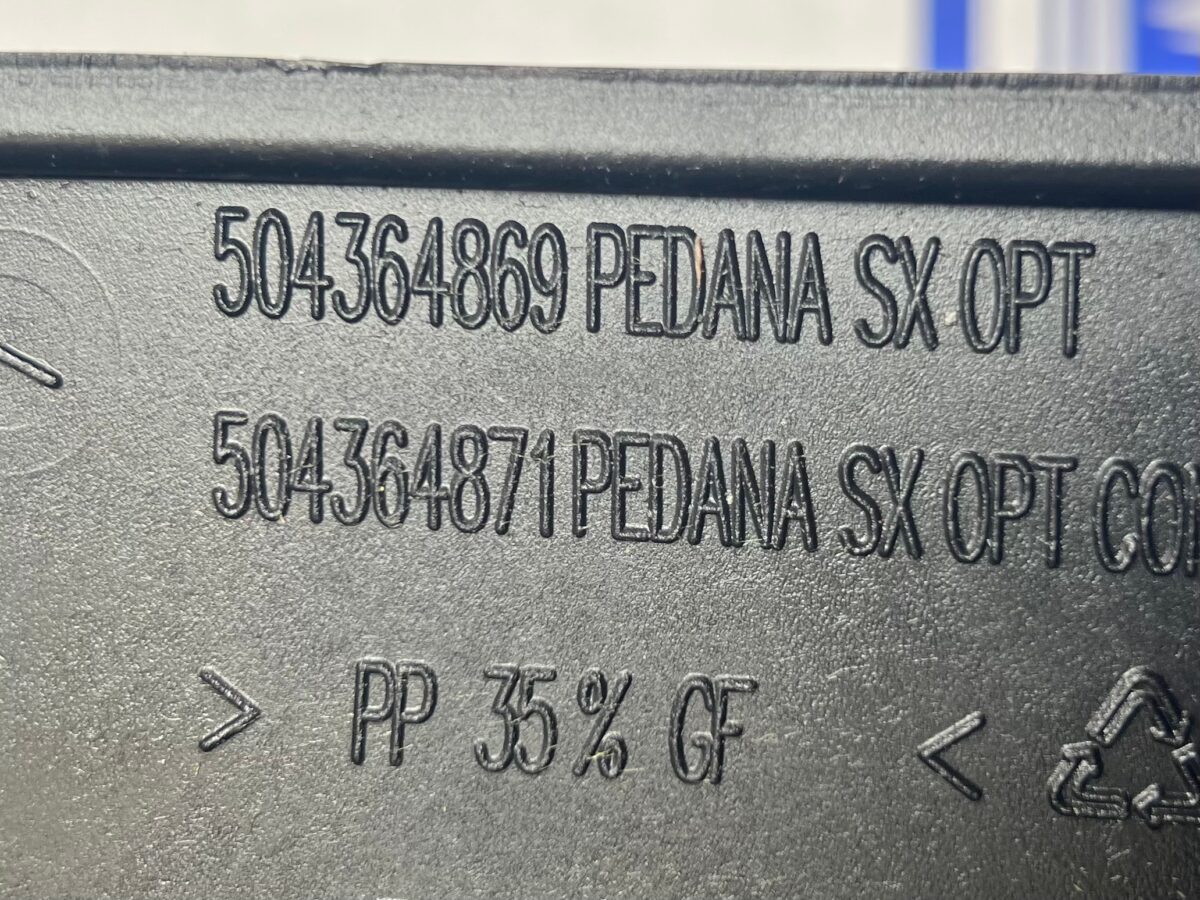 504364869 PEDANA SX OPT
504364871 PEDANA SX OPT
> PP 35% GF <